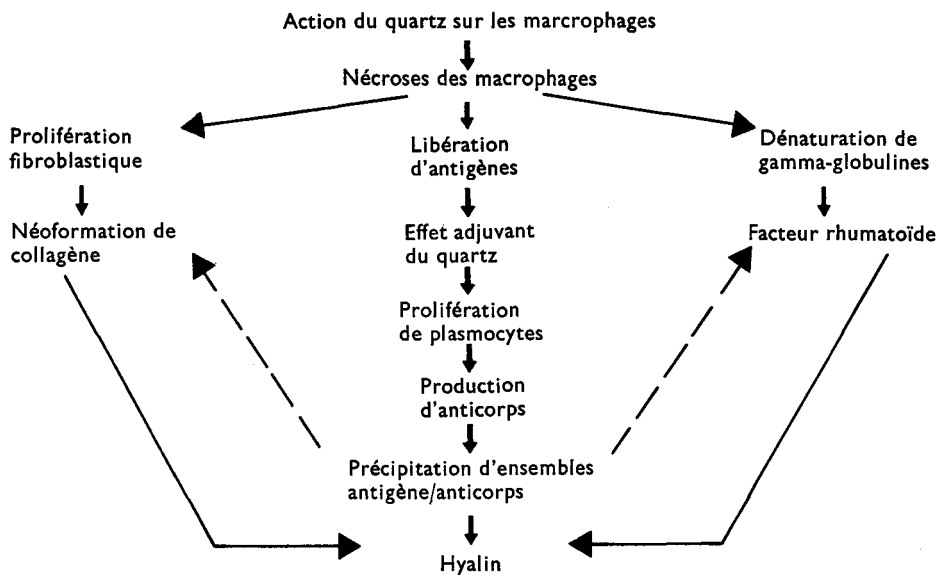 Action du quartz sur les marcrophages
Nécroses des macrophages
Prolifération
fibroblastique
Libération
d'antigènes
Dénaturation de
gamma-globulines
Néoformation de
collagène
Effet adjuvant
du quartz
Facteur rhumatoïde
Prolifération
de plasmocytes
Production
d'anticorps
Précipitation d'ensembles
antigène/anticorps
Hyalin